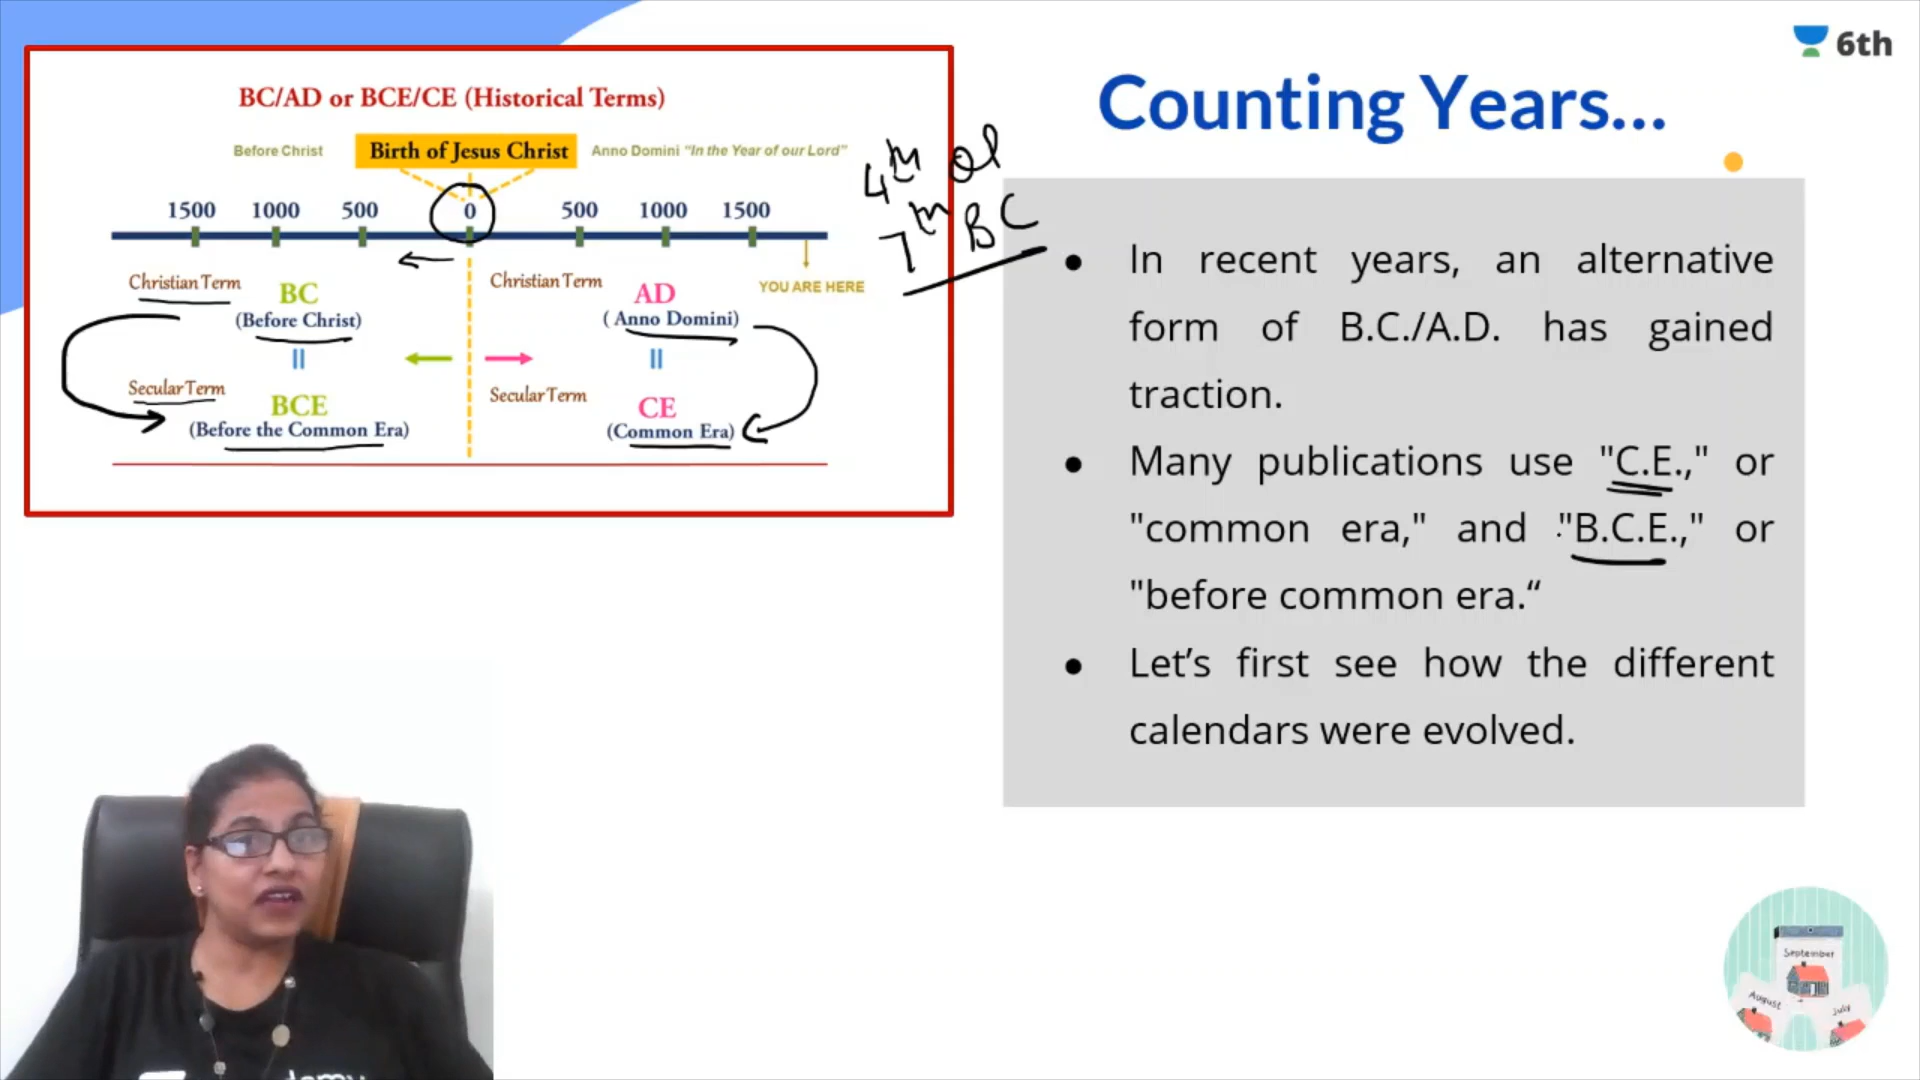 6th
BC/AD or BCE/CE (Historical Terms)
Before Christ
Birth of Jesus Christ
Anno Domini “In the Year of our Lord”
1500 1000 500 0 500 1000 1500
Christian Term
BC
(Before Christ)
Christian Term
AD
( Anno Domini)
YOU ARE HERE
Secular Term
BCE
(Before the Common Era)
Secular Term
CE
(Common Era)
4th
7th BC
Counting Years...
● In recent years, an alternative
form of B.C./A.D. has gained
traction.
● Many publications use "C.E.," or
"common era," and "B.C.E.," or
"before common era.“
● Let’s first see how the different
calendars were evolved.
September
August
July